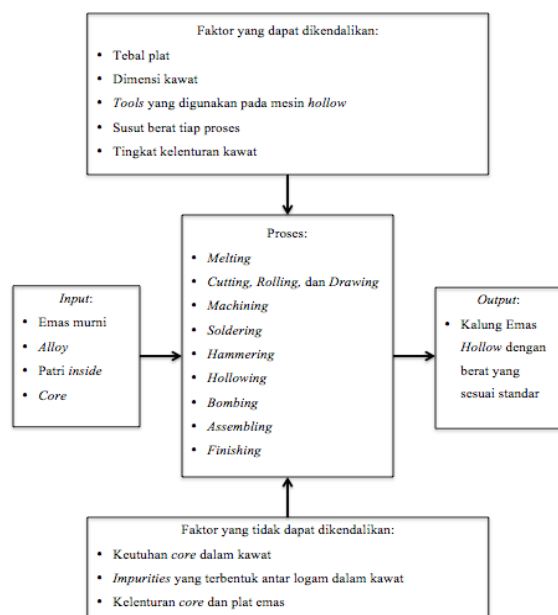 Faktor yang dapat dikendalikan:
• Tebal plat
• Dimensi kawat
• Tools yang digunakan pada mesin hollow
• Susut berat tiap proses
• Tingkat kelenturan kawat
Proses:
• Melting
• Cutting, Rolling, dan Drawing
• Machining
• Soldering
• Hammering
• Hollowing
• Bombing
• Assembling
• Finishing
Input:
• Emas murni
• Alloy
• Patri inside
• Core
Output:
• Kalung Emas
Hollow dengan
berat yang
sesuai standar
Faktor yang tidak dapat dikendalikan:
• Keutuhan core dalam kawat
• Impurities yang terbentuk antar logam dalam kawat
• Kelenturan core dan plat emas